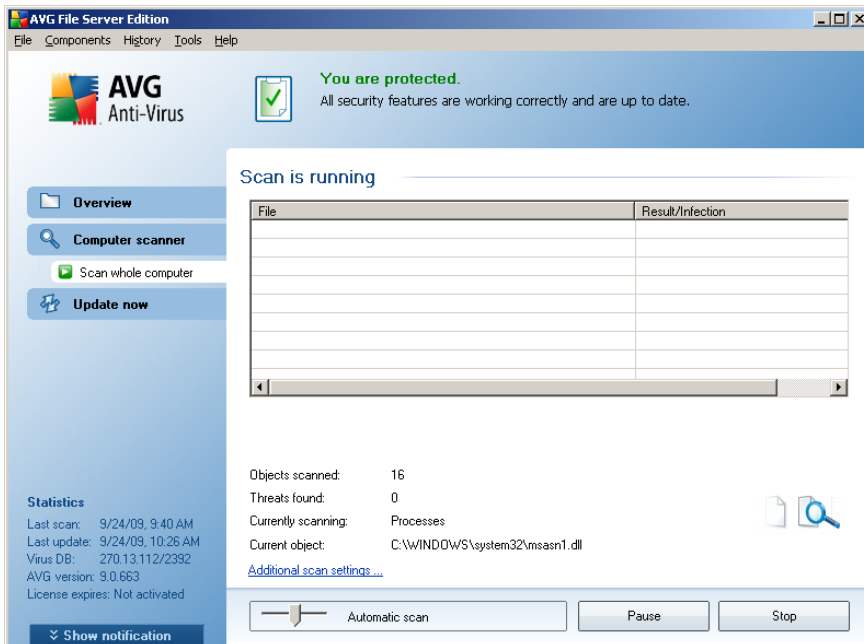 AVG File Server Edition
File Components History Tools Help
AVG
Anti-Virus
You are protected.
All security features are working correctly and are up to date.
Overview
Computer scanner
Scan whole computer
Update now
Scan is running
File Result/Infection
Objects scanned: 16
Threats found: 0
Currently scanning: Processes
Current object: C:\WINDOWS\system32\msasn1.dll
Additional scan settings ...
Statistics
Last scan: 9/24/09, 9:40 AM
Last update: 9/24/09, 10:26 AM
Virus DB: 270.13.112/2392
AVG version: 9.0.663
License expires: Not activated
Show notification
Automatic scan Pause Stop